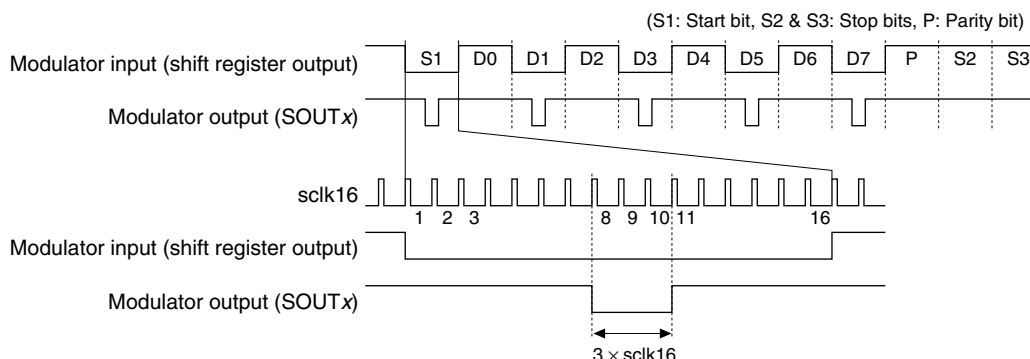 (S1: Start bit, S2 & S3: Stop bits, P: Parity bit)
Modulator input (shift register output)
S1 D0 D1 D2 D3 D4 D5 D6 D7 P S2 S3
Modulator output (SOUTx)
sclk16
1 2 3 8 9 10 11 16
Modulator input (shift register output)
Modulator output (SOUTx)
3 × sclk16